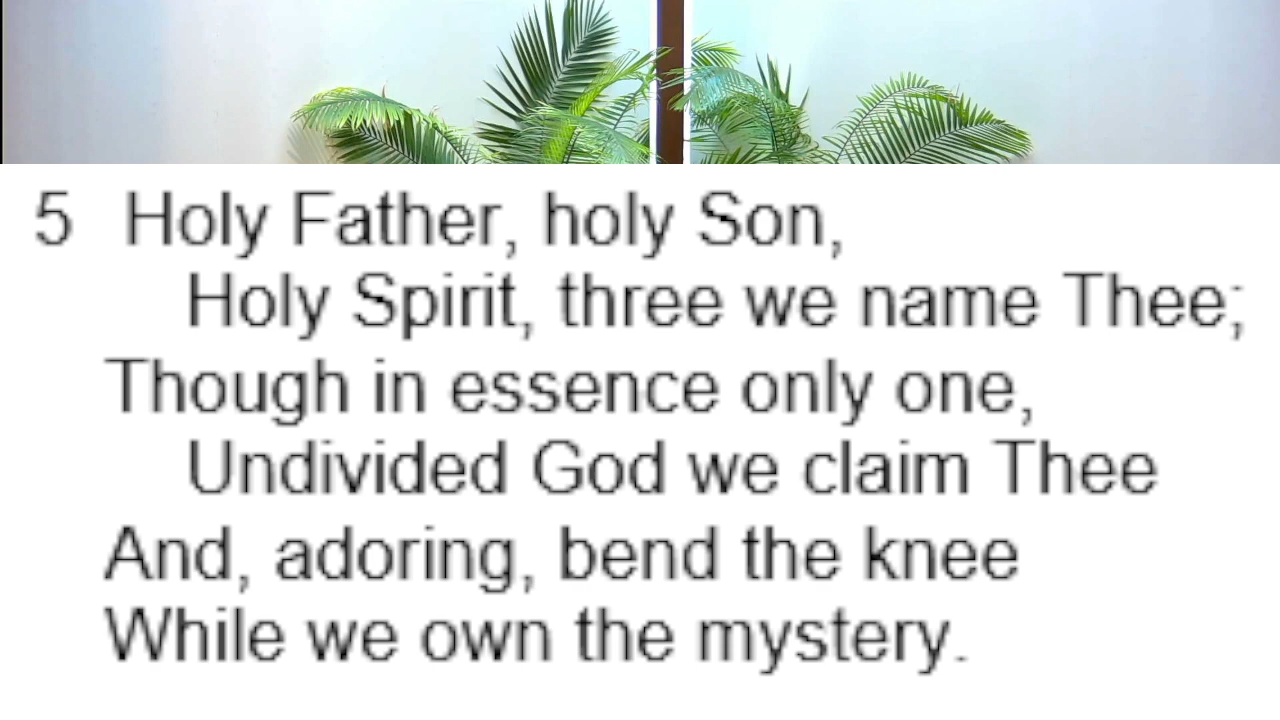 5 Holy Father, holy Son,
Holy Spirit, three we name Thee;
Though in essence only one,
Undivided God we claim Thee
And, adoring, bend the knee
While we own the mystery.